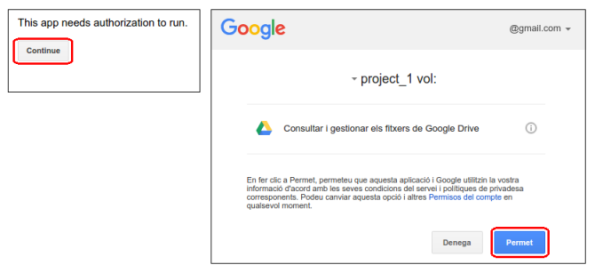 This app needs authorization to run.
Continue
Google
@gmail.com
project_1 vol:
Consultar i gestionar els fitxers de Google Drive
En fer clic a Permet, permeteu que aquesta aplicació i Google utilitzin la vostra
informació d'acord amb les seves condicions del servei i polítiques de privadesa
corresponents. Podeu canviar aquesta opció i altres Permisos del compte en
qualsevol moment.
Denega Permet